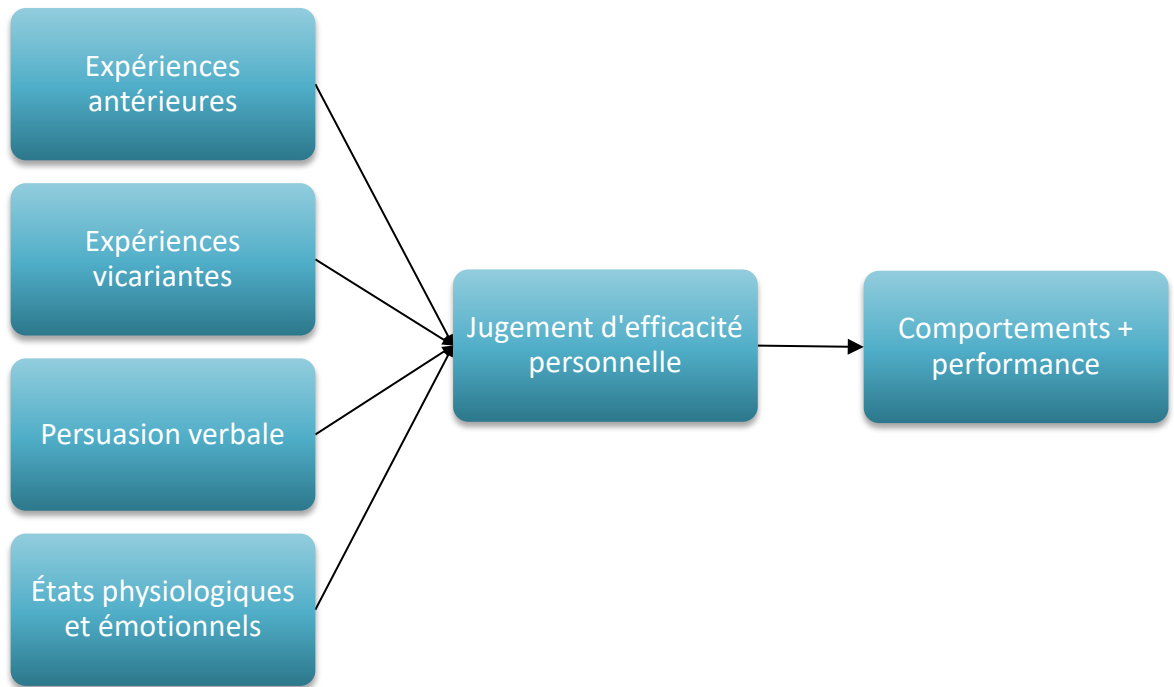 Expériences
antérieures
Expériences
vicariantes
Persuasion verbale
États physiologiques
et émotionnels
Jugement d'efficacité
personnelle
Comportements +
performance